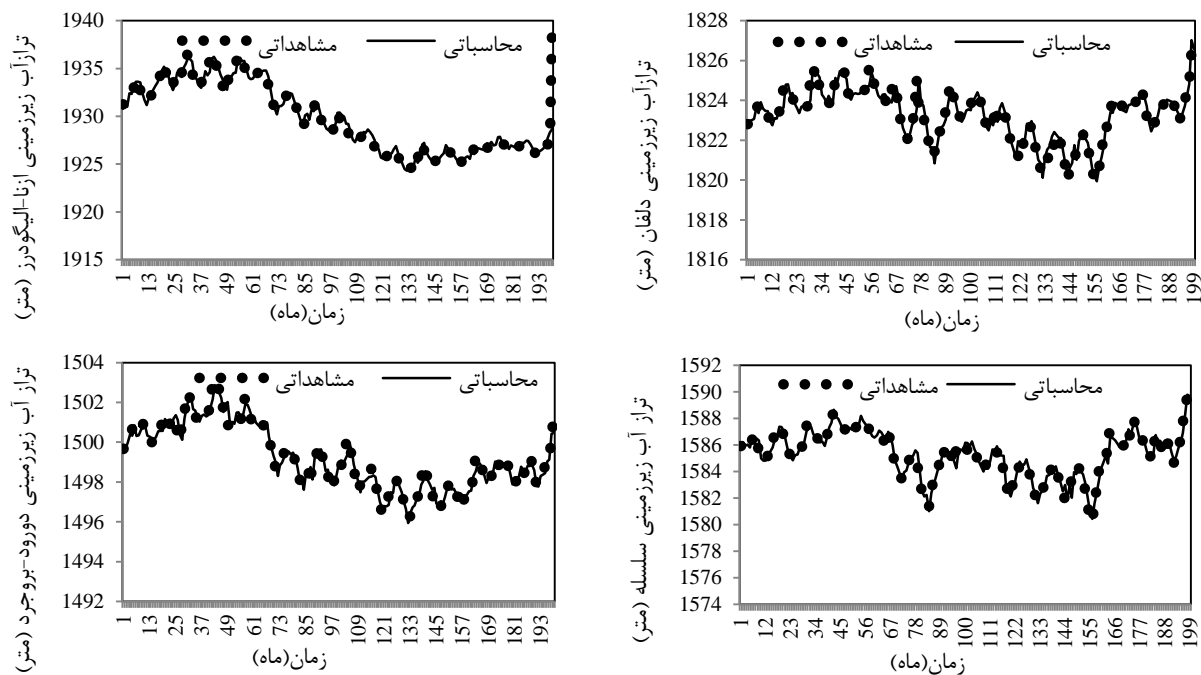 تراز آب زیرزمینی ازنا-الیگودرز (متر)
1940
1935
1930
1925
1920
1915
مشاهداتی محاسباتی
1 13 25 37 49 61 73 85 97 109 121 133 145 157 169 181 193
زمان(ماه)
تراز آب زیرزمینی دلفان (متر)
1828
1826
1824
1822
1820
1818
1816
مشاهداتی محاسباتی
1 12 23 34 45 56 67 78 89 100 111 122 133 144 155 166 177 188 199
زمان(ماه)
تراز آب زیرزمینی دورود-بروجرد (متر)
1504
1502
1500
1498
1496
1494
1492
مشاهداتی محاسباتی
1 13 25 37 49 61 73 85 97 109 121 133 145 157 169 181 193
زمان(ماه)
تراز آب زیرزمینی سلسله (متر)
1592
1590
1588
1586
1584
1582
1580
1578
1576
1574
مشاهداتی محاسباتی
1 12 23 34 45 56 67 78 89 100 111 122 133 144 155 166 177 188 199
زمان(ماه)